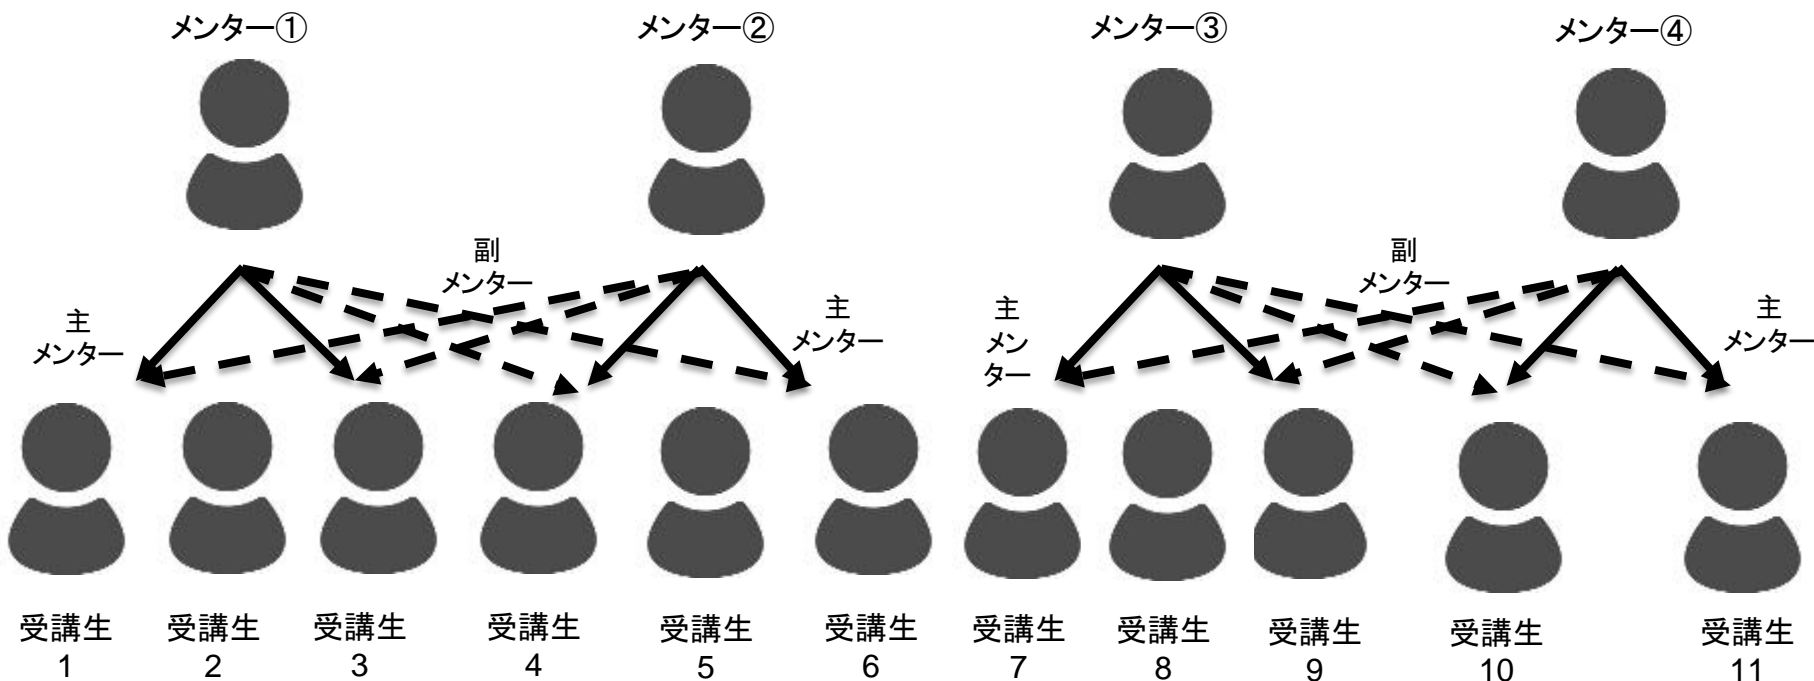 メンター①
メンター②
メンター③
メンター④
副
メンター
副
メンター
主
メンター
主
メンター
主
メン
ター
主
メンター
受講生
1
受講生
2
受講生
3
受講生
4
受講生
5
受講生
6
受講生
7
受講生
8
受講生
9
受講生
10
受講生
11